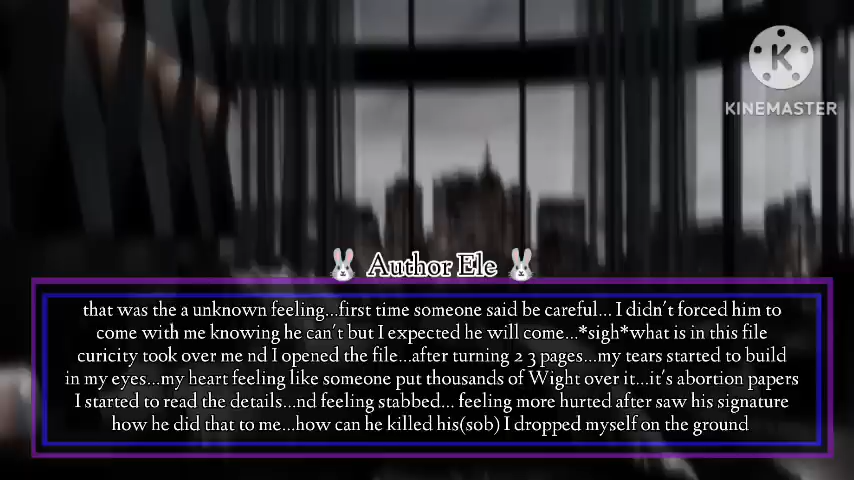 KINEMASTER
Author Ele
that was the a unknown feeling...first time someone said be careful... I didn't forced him to
come with me knowing he can't but I expected he will come...*sigh*what is in this file
curicity took over me nd I opened the file...after turning 2 3 pages...my tears started to build
in my eyes...my heart feeling like someone put thousands of Wight over it...it's abortion papers
I started to read the details...nd feeling stabbed... feeling more hurted after saw his signature
how he did that to me...how can he killed his(sob) I dropped myself on the ground